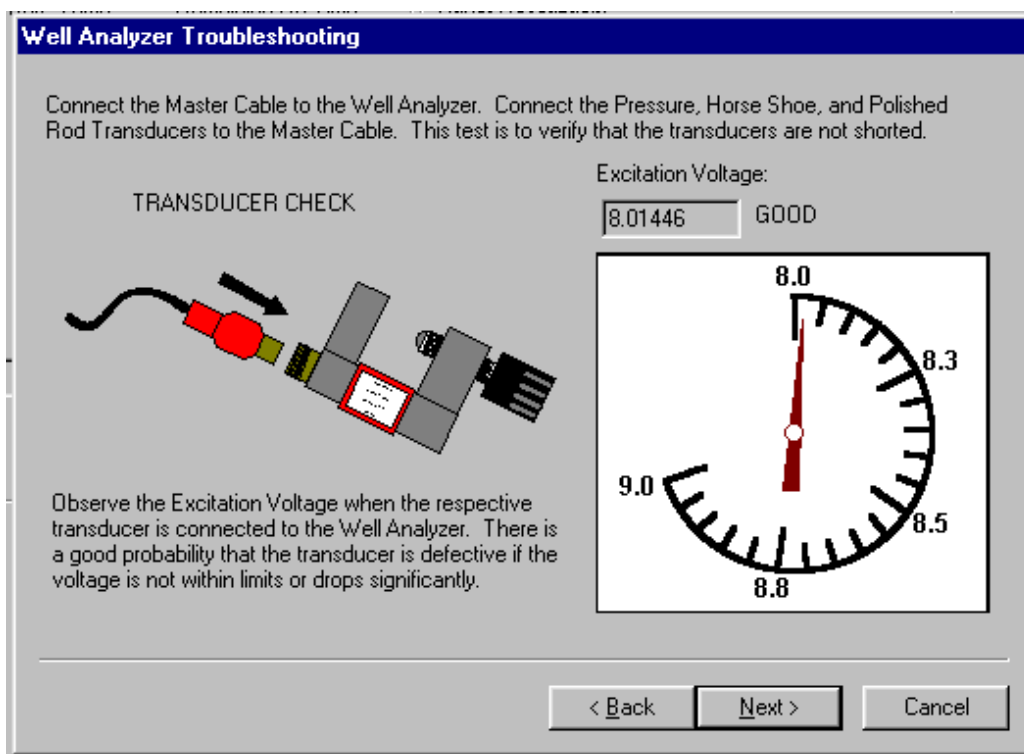 Well Analyzer Troubleshooting
Connect the Master Cable to the Well Analyzer. Connect the Pressure, Horse Shoe, and Polished
Rod Transducers to the Master Cable. This test is to verify that the transducers are not shorted.
TRANSDUCER CHECK
Excitation Voltage:
8.01446 GOOD
8.0
8.3
8.5
8.8
9.0
Observe the Excitation Voltage when the respective
transducer is connected to the Well Analyzer. There is
a good probability that the transducer is defective if the
voltage is not within limits or drops significantly.
< Back
Next >
Cancel